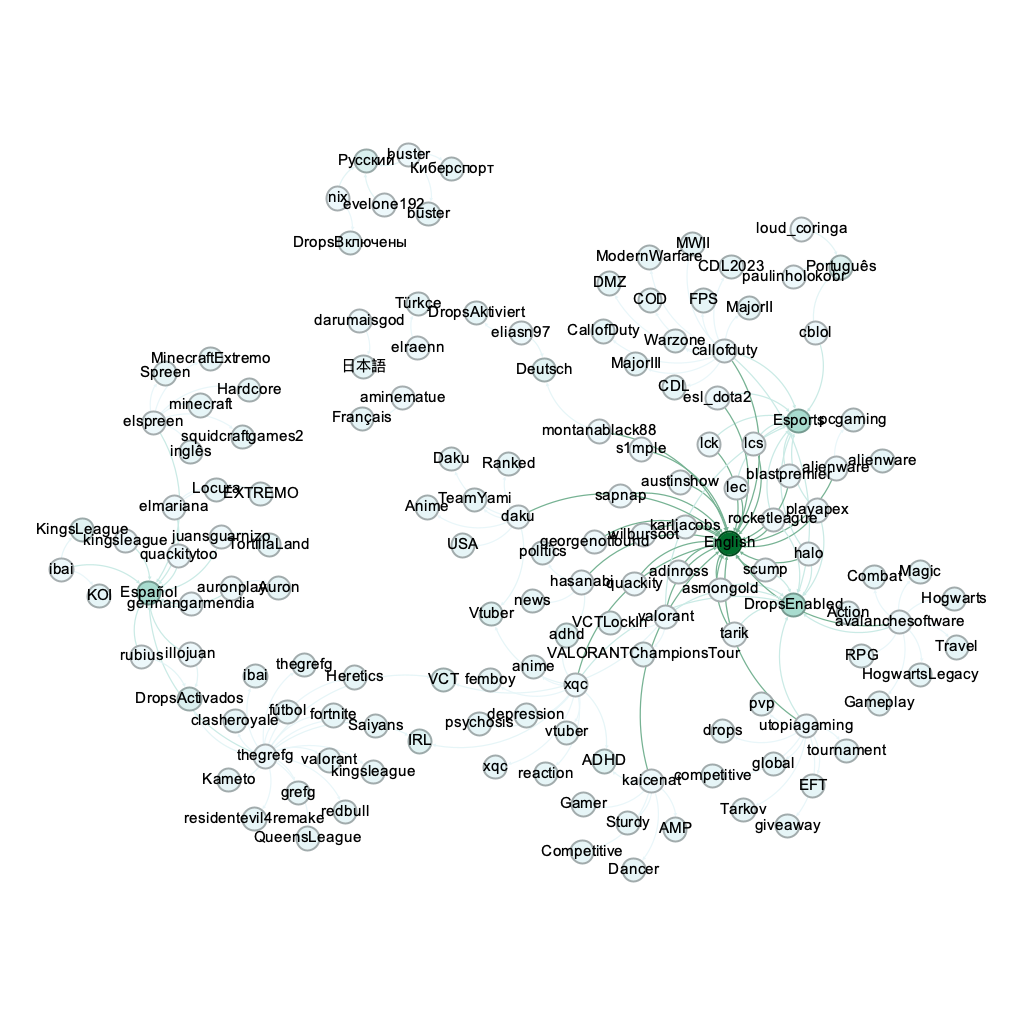 buster
Русский
Киберспорт
nix
evelone192
buster
DropsВключены
loud_coringa
MWII
ModernWarfare
CDL2023
Português
paulinholokobr
DMZ
COD
FPS
MajorII
Türkçe
DropsAktiviert
darumaisgod
eliasn97
CallofDuty
Warzone
cblol
elraenn
callofduty
MinecraftExtremo
Spreen
日本語
Deutsch
MajorIII
CDL
Hardcore
minecraft
aminematue
esl_dota2
Français
elspreen
squidcraftgames2
inglês
montanablack88
Esports
pcgaming
s1mple
lck
lcs
Daku
Ranked
blastpremier
alienware
alienware
austinshow
lec
Locura
EXTREMO
TeamYami
sapnap
Anime
elmariana
daku
rocketleague
playapex
KingsLeague
kingsleague
juansguarnizo
TortillaLand
quackitytoo
USA
politics
georgenotfound
wilbursoot
karljacobs
English
halo
ibai
KOI
Español
auronplay
Auron
germangarmendia
hasanabi
quackity
adinross
scump
asmongold
Combat
Magic
Vtuber
news
DropsEnabled
Action
Hogwarts
VCTLockIn
valorant
avalanchesoftware
adhd
tarik
rubius
illojuan
VALORANTChampionsTour
RPG
Travel
ibai
thegrefg
Heretics
VCT
femboy
anime
xqc
HogwartsLegacy
DropsActivados
clasheroyale
fútbol
fortnite
Saiyans
psychosis
depression
vtuber
pvp
Gameplay
drops
utopiagaming
IRL
thegrefg
valorant
kingsleague
xqc
reaction
ADHD
kaicenat
competitive
global
tournament
Kameto
grefg
EFT
residentevil4remake
redbull
Gamer
Tarkov
giveaway
QueensLeague
Sturdy
AMP
Competitive
Dancer